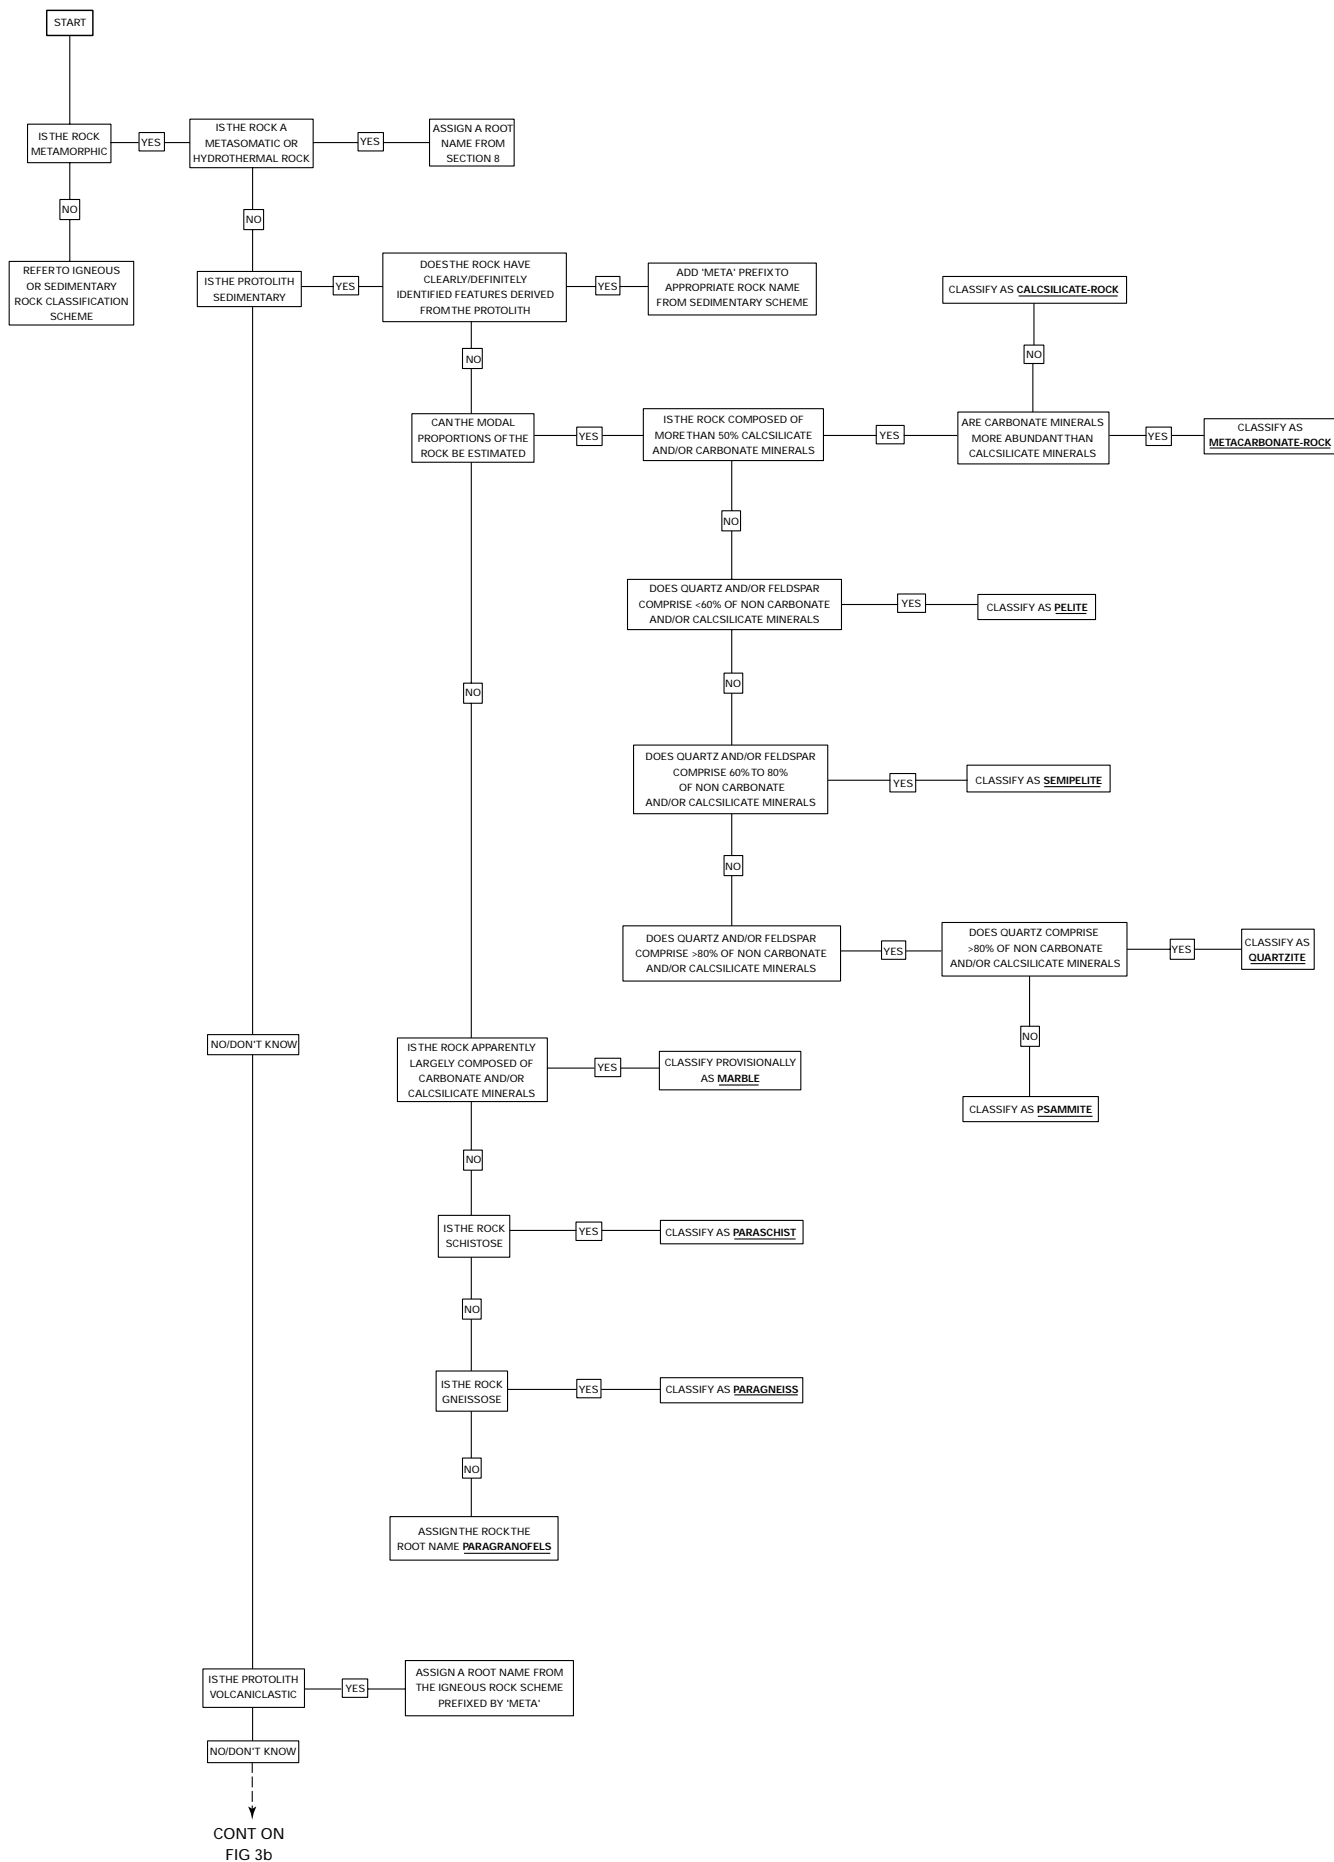 START
IS THE ROCK
METAMORPHIC
YES
IS THE ROCK A
METASOMATIC OR
HYDROTHERMAL ROCK
YES
ASSIGN A ROOT
NAME FROM
SECTION 8
NO
NO
REFER TO IGNEOUS
OR SEDIMENTARY
ROCK CLASSIFICATION
SCHEME
IS THE PROTOLITH
SEDIMENTARY
YES
DOES THE ROCK HAVE
CLEARLY/DEFINITELY
IDENTIFIED FEATURES DERIVED
FROM THE PROTOLITH
YES
ADD 'META' PREFIX TO
APPROPRIATE ROCK NAME
FROM SEDIMENTARY SCHEME
CLASSIFY AS CALCSILICATE-ROCK
NO
NO
CAN THE MODAL
PROPORTIONS OF THE
ROCK BE ESTIMATED
YES
IS THE ROCK COMPOSED OF
MORE THAN 50% CALCSILICATE
AND/OR CARBONATE MINERALS
YES
ARE CARBONATE MINERALS
MORE ABUNDANT THAN
CALCSILICATE MINERALS
YES
CLASSIFY AS
METACARBONATE-ROCK
NO
DOES QUARTZ AND/OR FELDSPAR
COMPRISE <60% OF NON CARBONATE
AND/OR CALCSILICATE MINERALS
YES
CLASSIFY AS PELITE
NO
NO
DOES QUARTZ AND/OR FELDSPAR
COMPRISE 60% TO 80%
OF NON CARBONATE
AND/OR CALCSILICATE MINERALS
YES
CLASSIFY AS SEMIPELITE
NO
DOES QUARTZ AND/OR FELDSPAR
COMPRISE >80% OF NON CARBONATE
AND/OR CALCSILICATE MINERALS
YES
DOES QUARTZ COMPRISE
>80% OF NON CARBONATE
AND/OR CALCSILICATE MINERALS
YES
CLASSIFY AS
QUARTZITE
NO
CLASSIFY AS PSAMMITE
NO/DON'T KNOW
IS THE ROCK APPARENTLY
LARGELY COMPOSED OF
CARBONATE AND/OR
CALCSILICATE MINERALS
YES
CLASSIFY PROVISIONALLY
AS MARBLE
NO
IS THE ROCK
SCHISTOSE
YES
CLASSIFY AS PARASCHIST
NO
IS THE ROCK
GNEISSOSE
YES
CLASSIFY AS PARAGNEISS
NO
ASSIGN THE ROCK THE
ROOT NAME PARAGRANOFELS
IS THE PROTOLITH
VOLCANICLASTIC
YES
ASSIGN A ROOT NAME FROM
THE IGNEOUS ROCK SCHEME
PREFIXED BY 'META'
NO/DON'T KNOW
CONT ON
FIG 3b